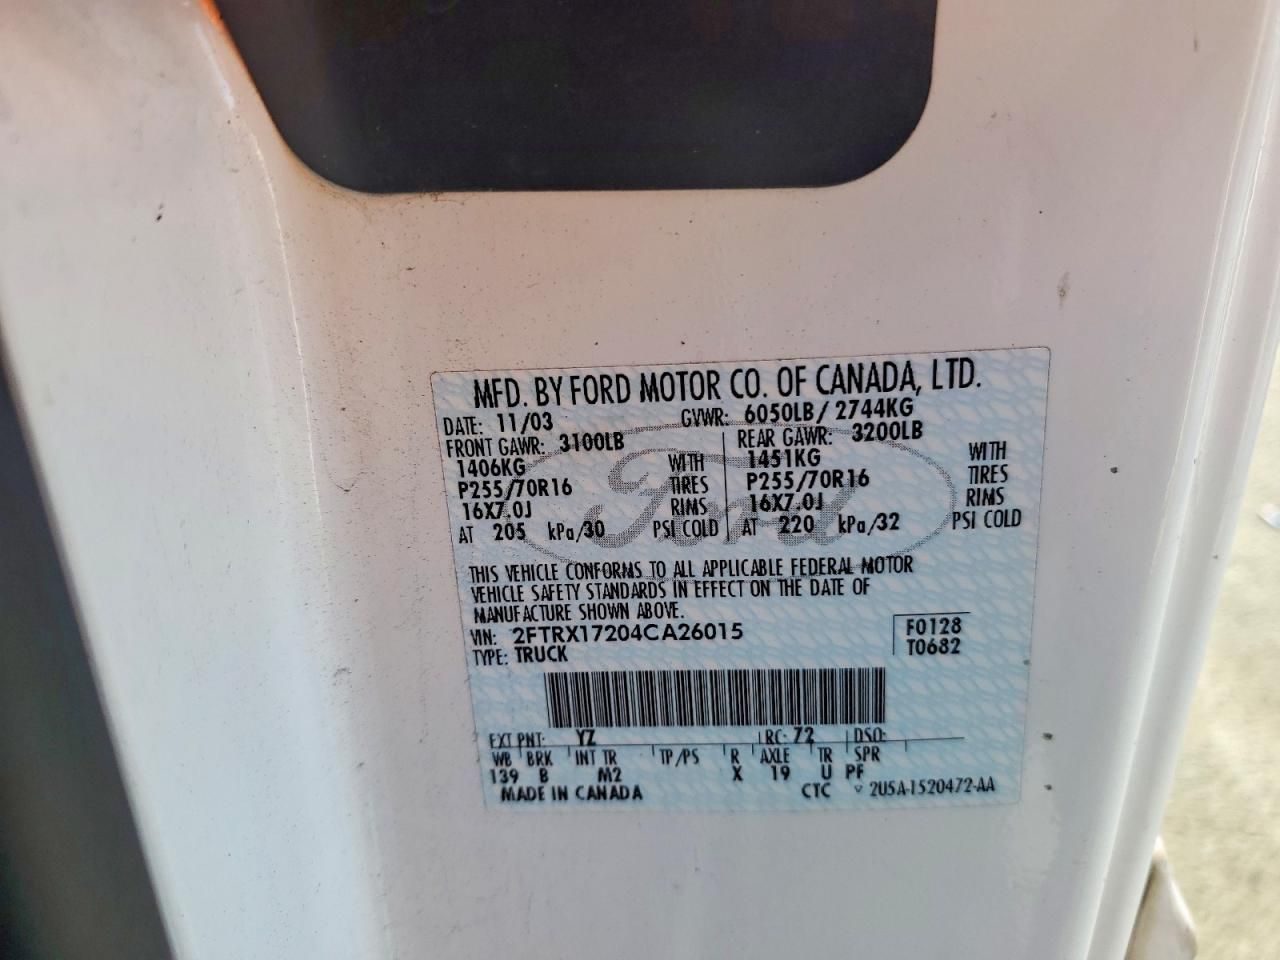 MFD. BY FORD MOTOR CO. OF CANADA, LTD.
DATE: 11/03 GVWR: 6050LB/ 2744KG
FRONT GAWR: 3100LB REAR GAWR: 3200LB
1406KG WITH 1451KG WITH
P255/70R16 TIRES P255/70R16 TIRES
16X7.0J RIMS 16X7.0J RIMS
AT 205 kPa/30 PSI COLD AT 220 kPa/32 PSI COLD
Ford
THIS VEHICLE CONFORMS TO ALL APPLICABLE FEDERAL MOTOR
VEHICLE SAFETY STANDARDS IN EFFECT ON THE DATE OF
MANUFACTURE SHOWN ABOVE.
VIN: 2FTRX17204CA26015 F0128
TYPE: TRUCK T0682
EXT PNT: YZ RC: 72 DSO:
WB BRK INT TR TP/PS R AXLE TR SPR
139 B M2 X 19 U PF
MADE IN CANADA CTC ▽ 2U5A-1520472-AA